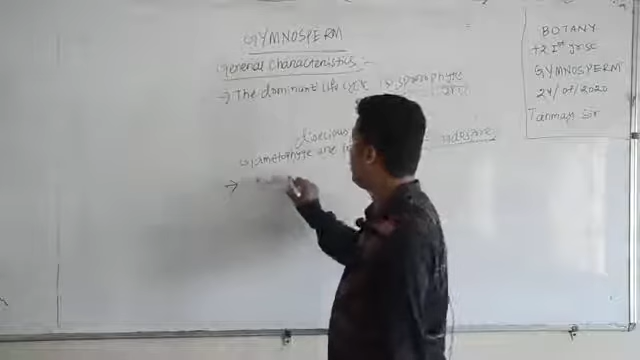 GYMNOSPERM
General Characteristics :-
→ The dominant life cycle is sporophyte
Dioecious
Gametophyte are
→
BOTANY
+2 1st yr sc
GYMNOSPERM
24/07/2020
Tanmay Sir